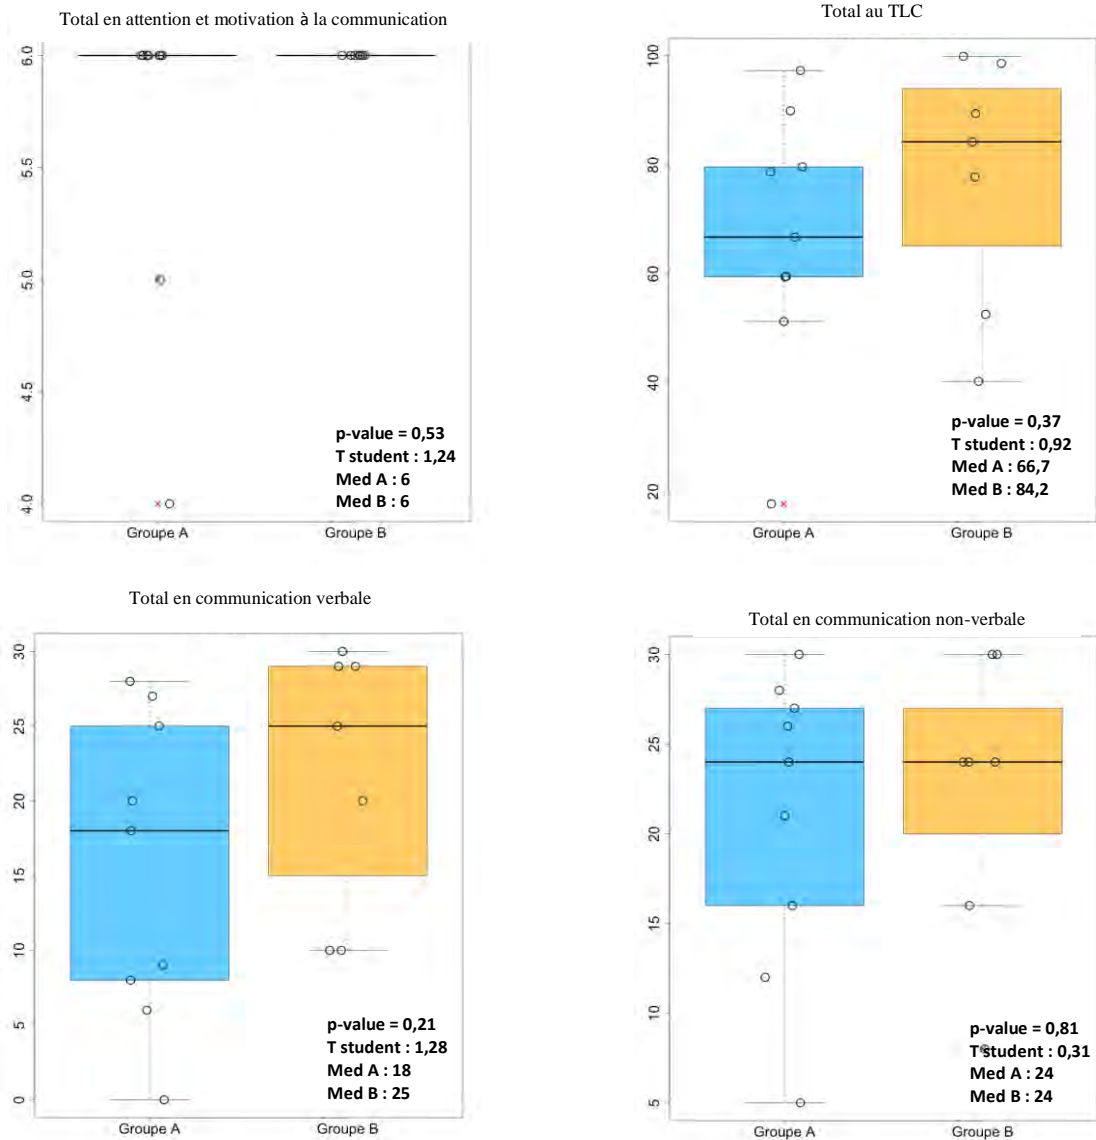 Total en attention et motivation à la communication
6.0
5.5
5.0
4.5
4.0
p-value = 0,53
T student : 1,24
Med A : 6
Med B : 6
Groupe A
Groupe B
Total au TLC
100
80
60
40
20
p-value = 0,37
T student : 0,92
Med A : 66,7
Med B : 84,2
Groupe A
Groupe B
Total en communication verbale
30
25
20
15
10
5
0
p-value = 0,21
T student : 1,28
Med A : 18
Med B : 25
Groupe A
Groupe B
Total en communication non-verbale
30
25
20
15
10
5
p-value = 0,81
T student : 0,31
Med A : 24
Med B : 24
Groupe A
Groupe B